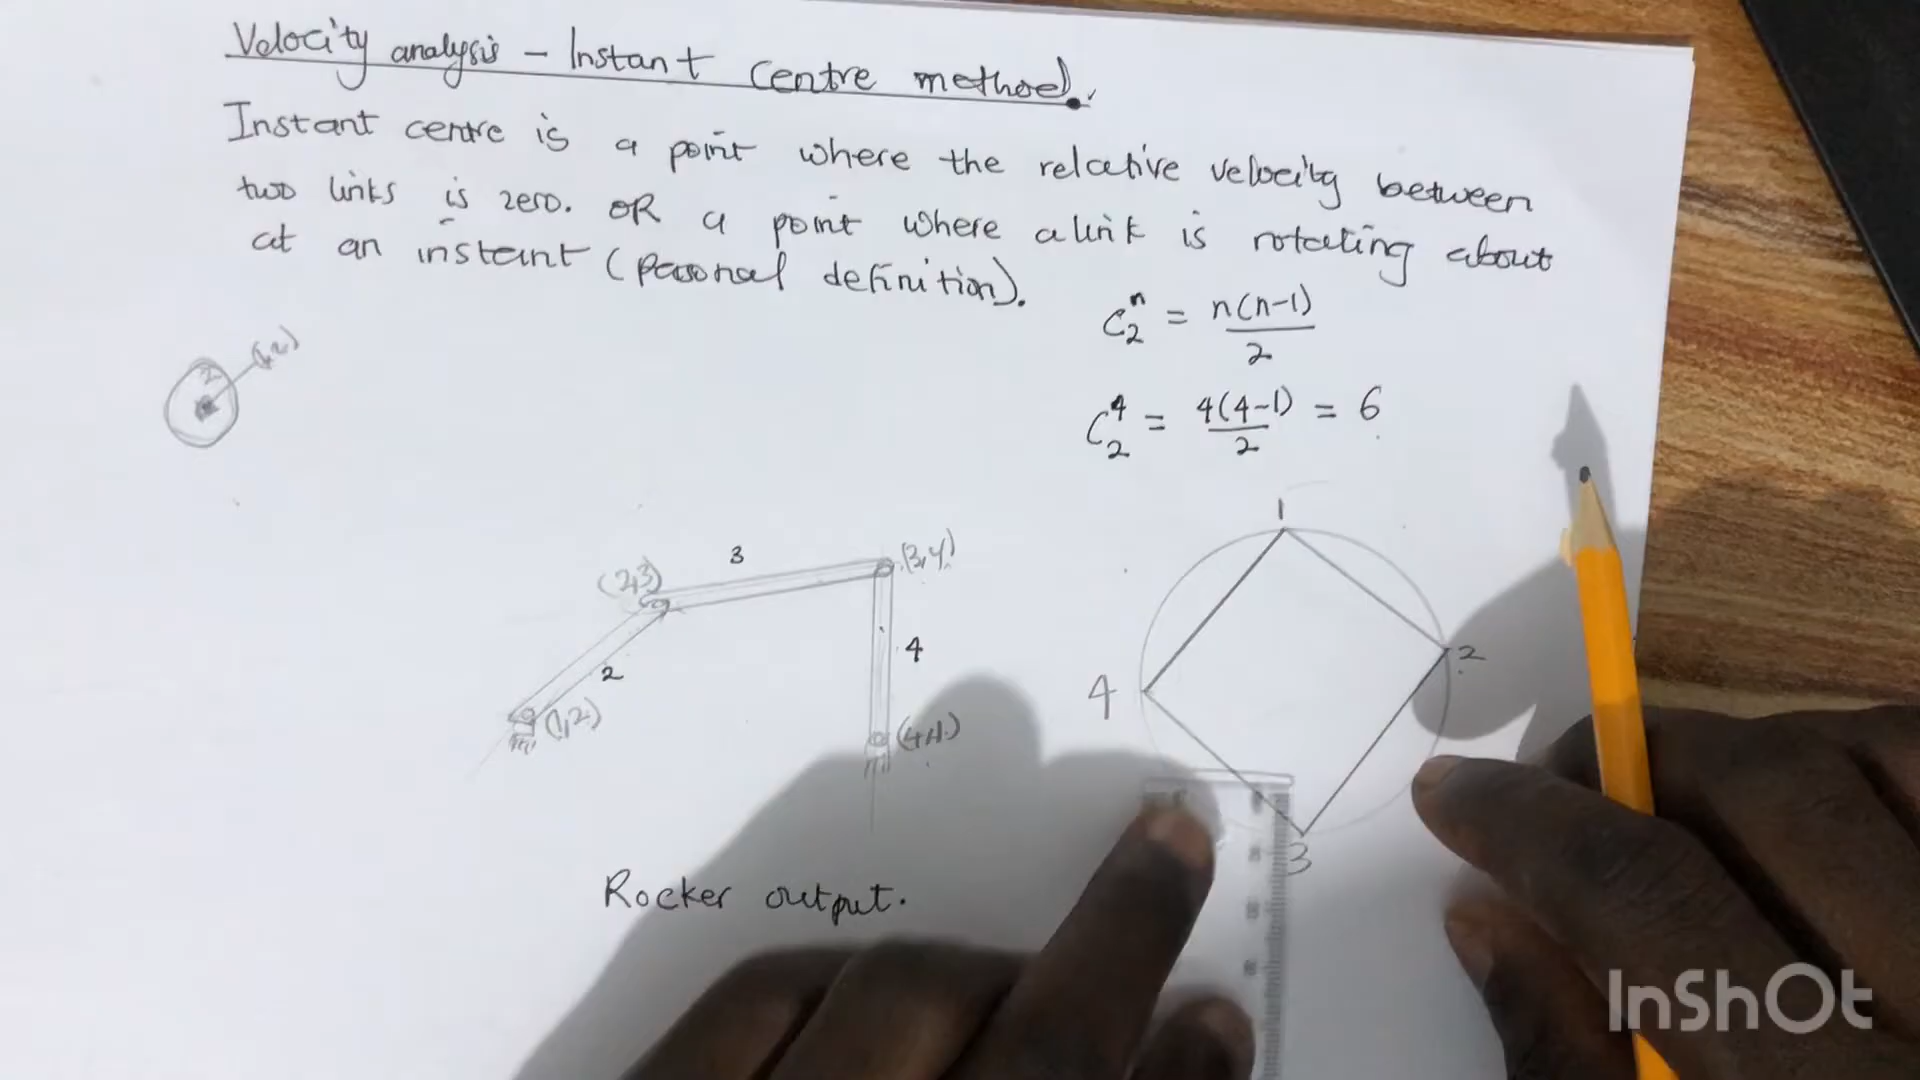 Velocity analysis - Instant centre method.
Instant centre is a point where the relative velocity between
two links is zero. OR a point where a link is rotating about
at an instant (Personal definition).
C₂ⁿ = n(n-1)/2
C₂⁴ = 4(4-1)/2 = 6
2
1
(2,3)
3
(3,4)
2
4
(1,2)
2
4
3
Rocker output.
InShOt